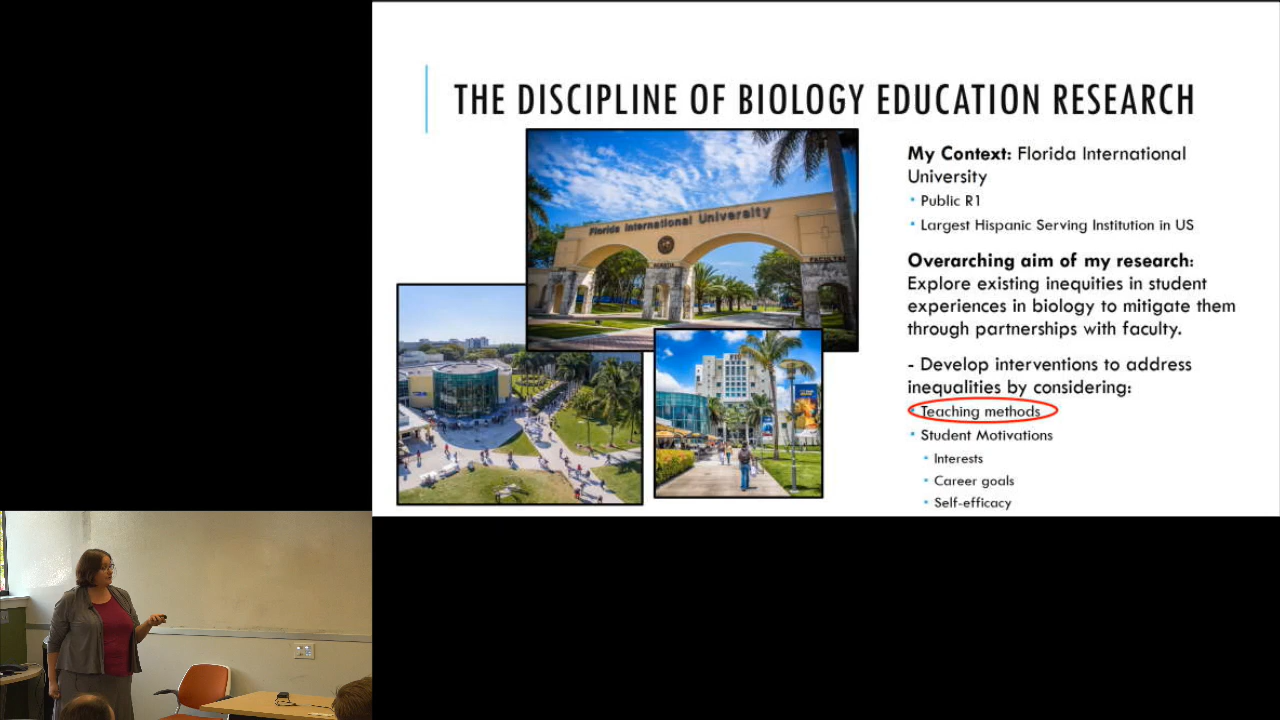 THE DISCIPLINE OF BIOLOGY EDUCATION RESEARCH
Florida International University
My Context: Florida International
University
Public R1
Largest Hispanic Serving Institution in US
Overarching aim of my research:
Explore existing inequities in student
experiences in biology to mitigate them
through partnerships with faculty.
- Develop interventions to address
inequalities by considering:
Teaching methods
Student Motivations
Interests
Career goals
Self-efficacy